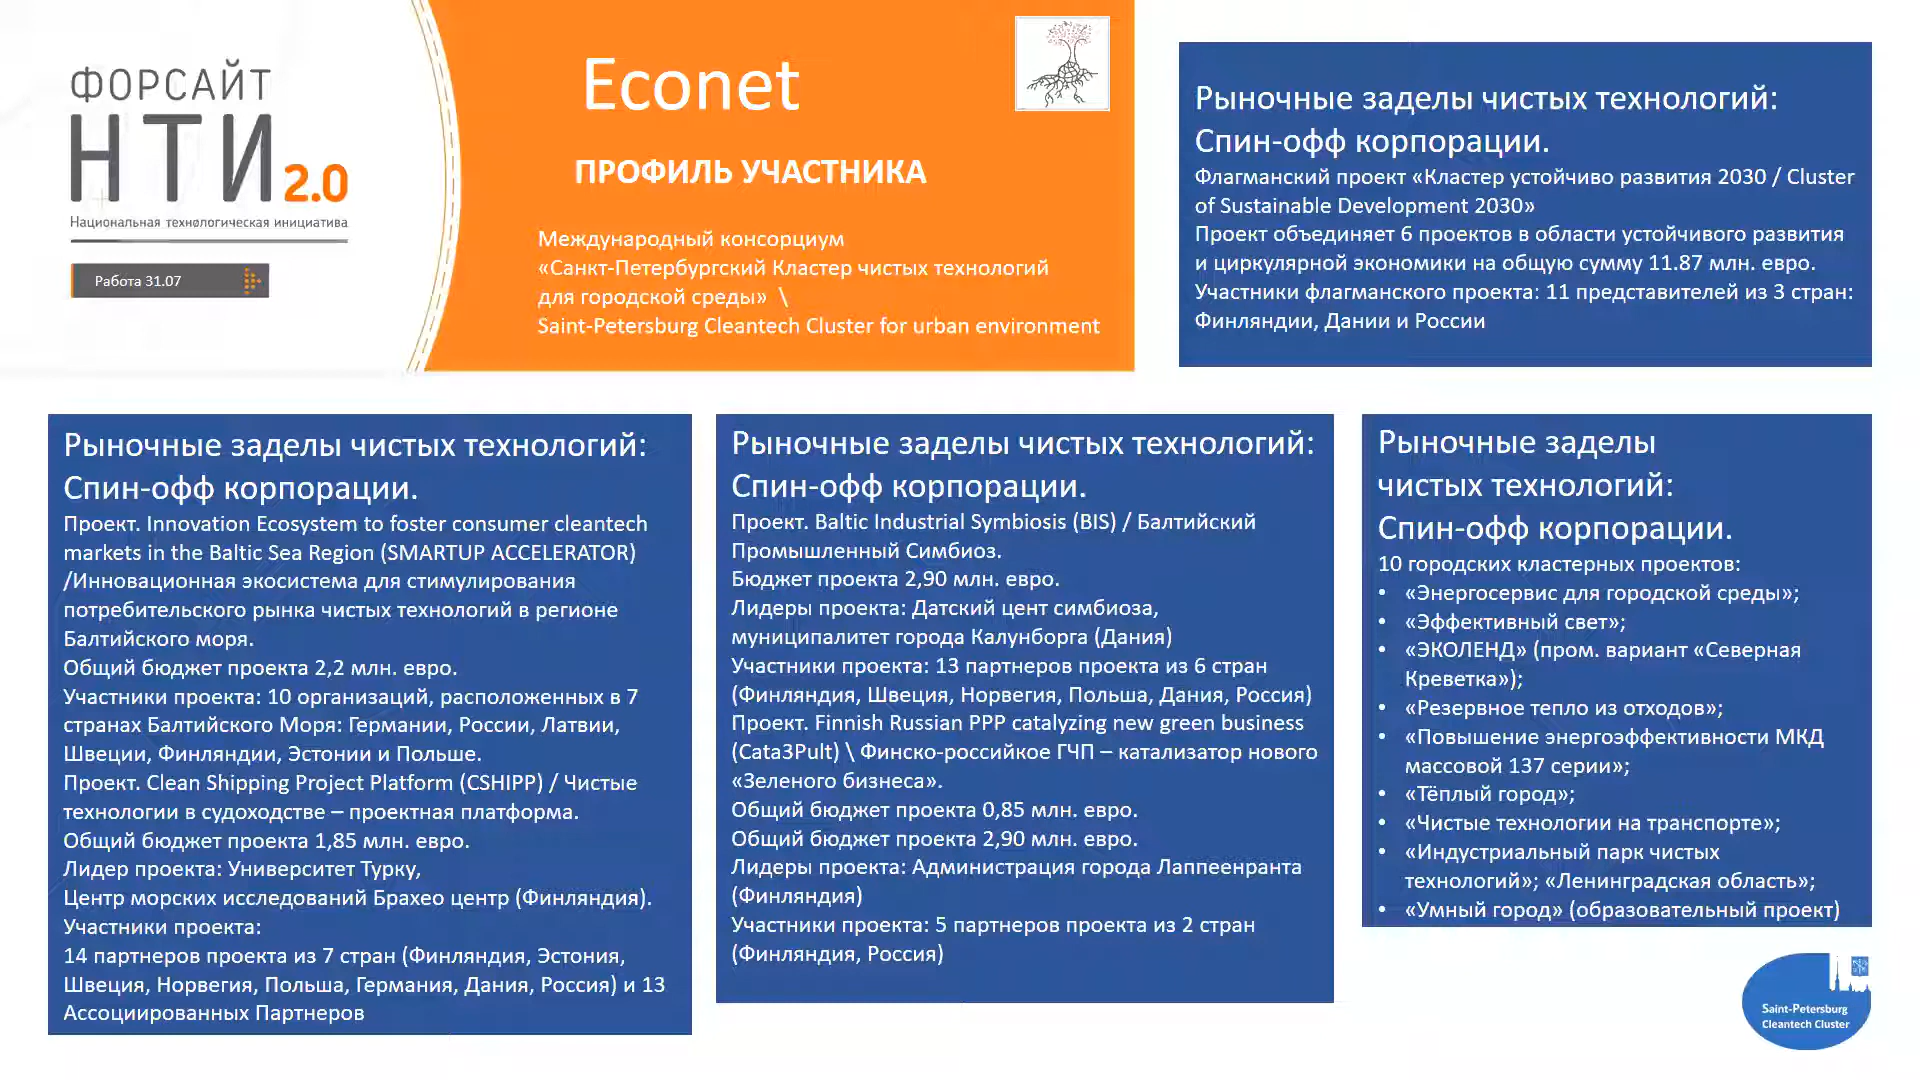 ФОРСАЙТ
НТИ 2.0
Национальная технологическая инициатива
Работа 31.07
Econet
ПРОФИЛЬ УЧАСТНИКА
Международный консорциум
«Санкт-Петербургский Кластер чистых технологий
для городской среды» \
Saint-Petersburg Cleantech Cluster for urban environment
Рыночные заделы чистых технологий:
Спин-офф корпорации.
Флагманский проект «Кластер устойчиво развития 2030 / Cluster
of Sustainable Development 2030»
Проект объединяет 6 проектов в области устойчивого развития
и циркулярной экономики на общую сумму 11.87 млн. евро.
Участники флагманского проекта: 11 представителей из 3 стран:
Финляндии, Дании и России
Рыночные заделы чистых технологий:
Спин-офф корпорации.
Проект. Innovation Ecosystem to foster consumer cleantech
markets in the Baltic Sea Region (SMARTUP ACCELERATOR)
/Инновационная экосистема для стимулирования
потребительского рынка чистых технологий в регионе
Балтийского моря.
Общий бюджет проекта 2,2 млн. евро.
Участники проекта: 10 организаций, расположенных в 7
странах Балтийского Моря: Германии, России, Латвии,
Швеции, Финляндии, Эстонии и Польше.
Проект. Clean Shipping Project Platform (CSHIPP) / Чистые
технологии в судоходстве – проектная платформа.
Общий бюджет проекта 1,85 млн. евро.
Лидер проекта: Университет Турку,
Центр морских исследований Брахео центр (Финляндия).
Участники проекта:
14 партнеров проекта из 7 стран (Финляндия, Эстония,
Швеция, Норвегия, Польша, Германия, Дания, Россия) и 13
Ассоциированных Партнеров
Рыночные заделы чистых технологий:
Спин-офф корпорации.
Проект. Baltic Industrial Symbiosis (BIS) / Балтийский
Промышленный Симбиоз.
Бюджет проекта 2,90 млн. евро.
Лидеры проекта: Датский цент симбиоза,
муниципалитет города Калунборга (Дания)
Участники проекта: 13 партнеров проекта из 6 стран
(Финляндия, Швеция, Норвегия, Польша, Дания, Россия)
Проект. Finnish Russian PPP catalyzing new green business
(Cata3Pult) \ Финско-российкое ГЧП – катализатор нового
«Зеленого бизнеса».
Общий бюджет проекта 0,85 млн. евро.
Общий бюджет проекта 2,90 млн. евро.
Лидеры проекта: Администрация города Лаппеенранта
(Финляндия)
Участники проекта: 5 партнеров проекта из 2 стран
(Финляндия, Россия)
Рыночные заделы
чистых технологий:
Спин-офф корпорации.
10 городских кластерных проектов:
• «Энергосервис для городской среды»;
• «Эффективный свет»;
• «ЭКОЛЕНД» (пром. вариант «Северная
Креветка»);
• «Резервное тепло из отходов»;
• «Повышение энергоэффективности МКД
массовой 137 серии»;
• «Тёплый город»;
• «Чистые технологии на транспорте»;
• «Индустриальный парк чистых
технологий»; «Ленинградская область»;
• «Умный город» (образовательный проект)
Saint-Petersburg
Cleantech Cluster